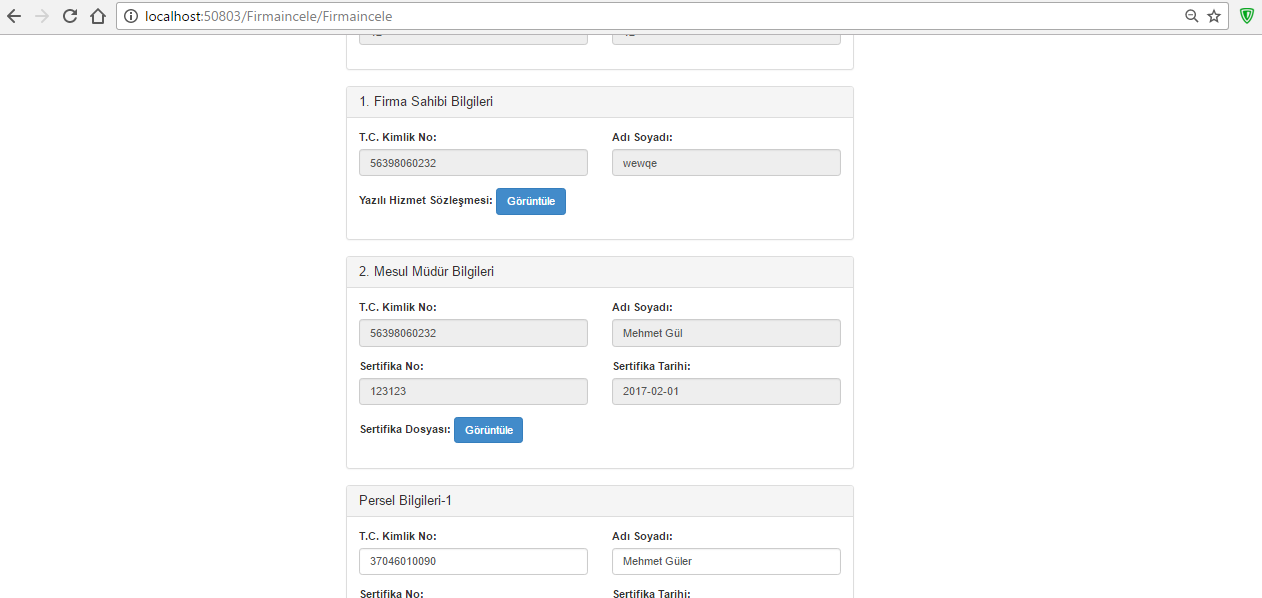 localhost:50803/Firmaincele/Firmaincele
1. Firma Sahibi Bilgileri
T.C. Kimlik No: Adı Soyadı:
56398060232 wewqe
Yazılı Hizmet Sözleşmesi: Görüntüle
2. Mesul Müdür Bilgileri
T.C. Kimlik No: Adı Soyadı:
56398060232 Mehmet Gül
Sertifika No: Sertifika Tarihi:
123123 2017-02-01
Sertifika Dosyası: Görüntüle
Persel Bilgileri-1
T.C. Kimlik No: Adı Soyadı:
37046010090 Mehmet Güler
Sertifika No: Sertifika Tarihi: